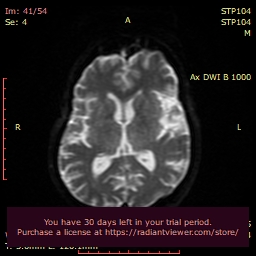 Im: 41/54
Se: 4
A
STP104
STP104
M
Ax DWI B 1000
R
L
You have 30 days left in your trial period.
Purchase a license at https://radiantviewer.com/store/